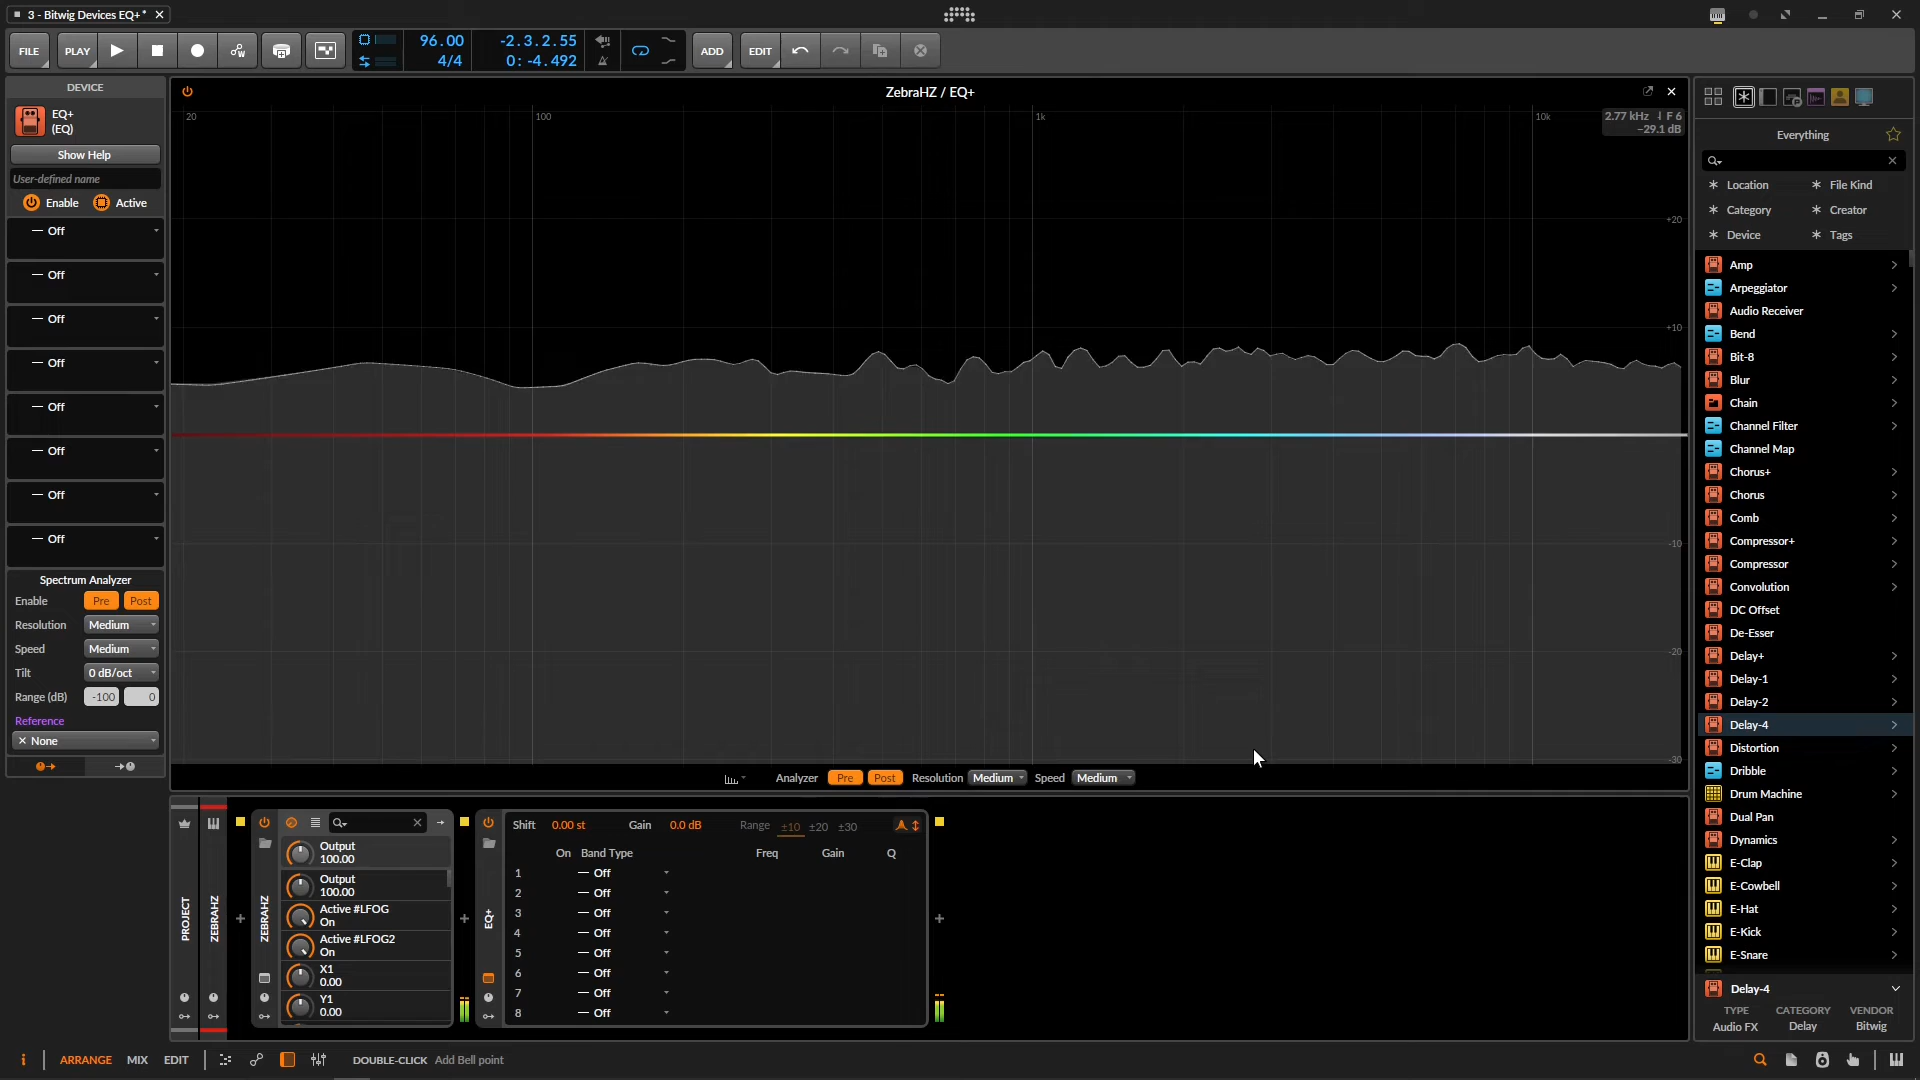 3 - Bitwig Devices EQ+*
FILE
PLAY
96.00
4/4
-2.3.2.55
0: -4.492
ADD
EDIT
DEVICE
EQ+
(EQ)
Show Help
User-defined name
Enable
Active
Off
Off
Off
Off
Off
Off
Off
Off
Spectrum Analyzer
Enable Pre Post
Resolution Medium
Speed Medium
Tilt 0 dB/oct
Range (dB) -100 0
Reference
None
ZebraHZ / EQ+
20
100
1k
10k
2.77 kHz F 6
-29.1 dB
+20
+10
-10
-20
-30
Analyzer Pre Post Resolution Medium Speed Medium
PROJECT
ZEBRAHZ
ZEBRAHZ
Output
100.00
Output
100.00
Active #LFOG
On
Active #LFOG2
On
X1
0.00
Y1
0.00
EQ+
Shift 0.00 st Gain 0.0 dB Range ±10 ±20 ±30
On Band Type Freq Gain Q
1 Off
2 Off
3 Off
4 Off
5 Off
6 Off
7 Off
8 Off
Everything
Location
File Kind
Category
Creator
Device
Tags
Amp
Arpeggiator
Audio Receiver
Bend
Bit-8
Blur
Chain
Channel Filter
Channel Map
Chorus+
Chorus
Comb
Compressor+
Compressor
Convolution
DC Offset
De-Esser
Delay+
Delay-1
Delay-2
Delay-4
Distortion
Dribble
Drum Machine
Dual Pan
Dynamics
E-Clap
E-Cowbell
E-Hat
E-Kick
E-Snare
Delay-4
TYPE CATEGORY VENDOR
Audio FX Delay Bitwig
ARRANGE MIX EDIT
DOUBLE-CLICK Add Bell point